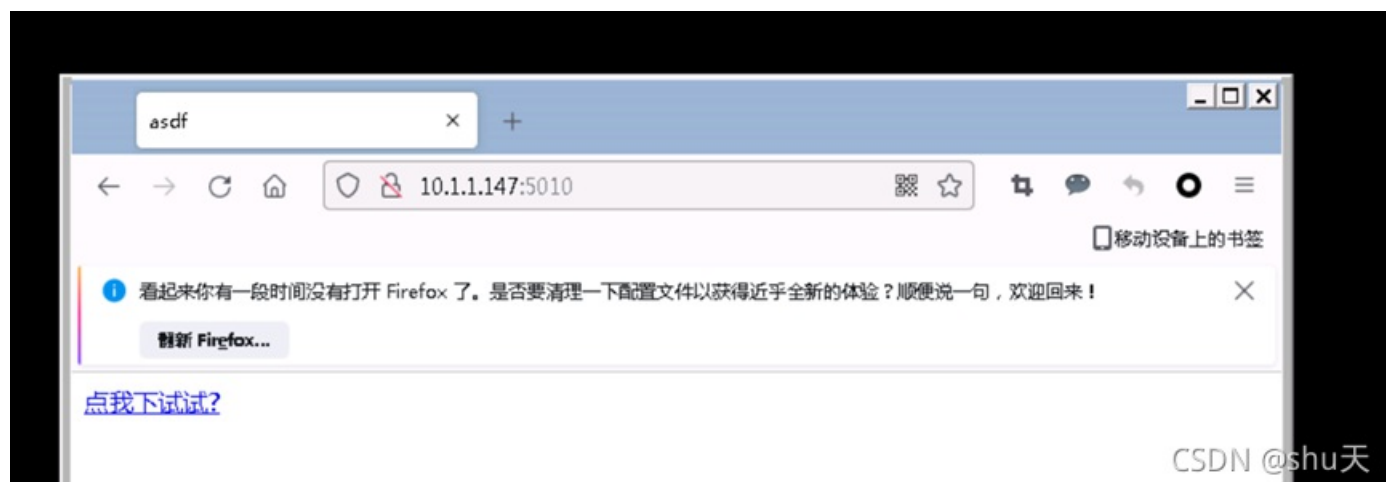 asdf
10.1.1.147:5010
移动设备上的书签
看起来你有一段时间没有打开 Firefox 了。是否要清理一下配置文件以获得近乎全新的体验？顺便说一句，欢迎回来！
翻新 Firefox...
点我下试试?
CSDN @shu天